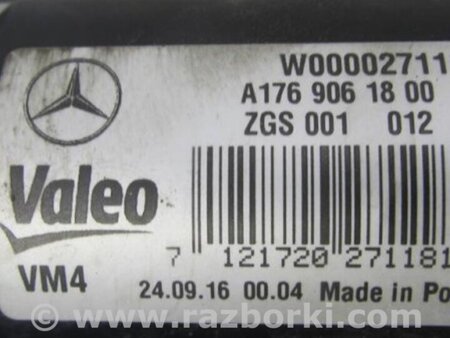 W00002711
A176 906 18 00
ZGS 001 012
Valeo
7 121720 271181
VM4
24.09.16 00.04 Made in Po
© www.razborki.com